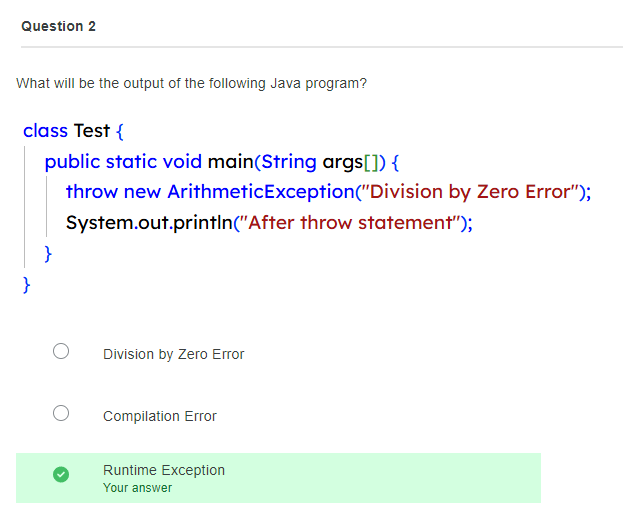 Question 2
What will be the output of the following Java program?
class Test {
public static void main(String args[]) {
throw new ArithmeticException("Division by Zero Error");
System.out.println("After throw statement");
}
}
Division by Zero Error
Compilation Error
Runtime Exception
Your answer